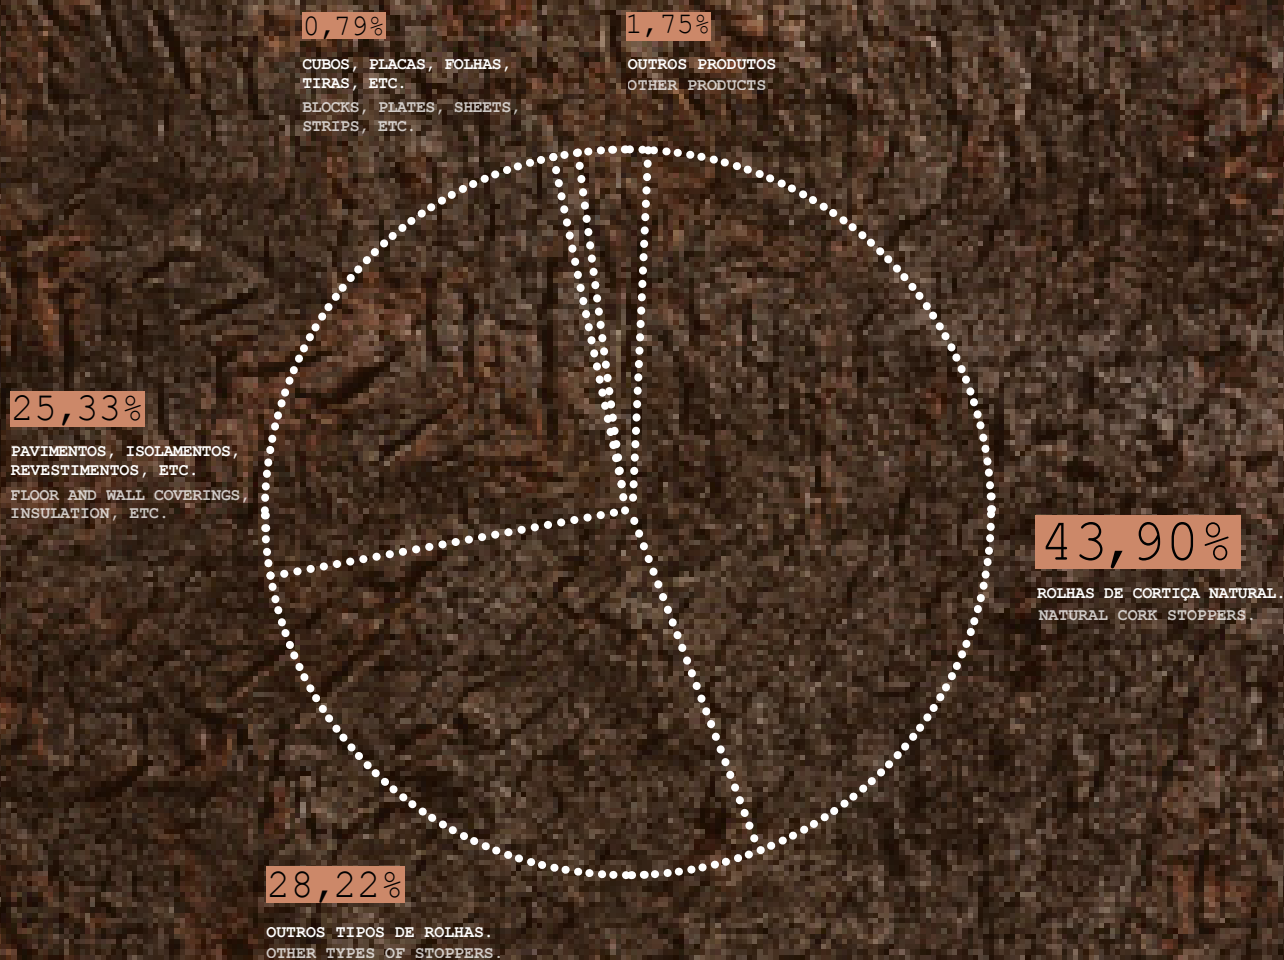 0,79%
CUBOS, PLACAS, FOLHAS,
TIRAS, ETC.
BLOCKS, PLATES, SHEETS,
STRIPS, ETC.
1,75%
OUTROS PRODUTOS
OTHER PRODUCTS
25,33%
PAVIMENTOS, ISOLAMENTOS,
REVESTIMENTOS, ETC.
FLOOR AND WALL COVERINGS,
INSULATION, ETC.
43,90%
ROLHAS DE CORTIÇA NATURAL.
NATURAL CORK STOPPERS.
28,22%
OUTROS TIPOS DE ROLHAS.
OTHER TYPES OF STOPPERS.